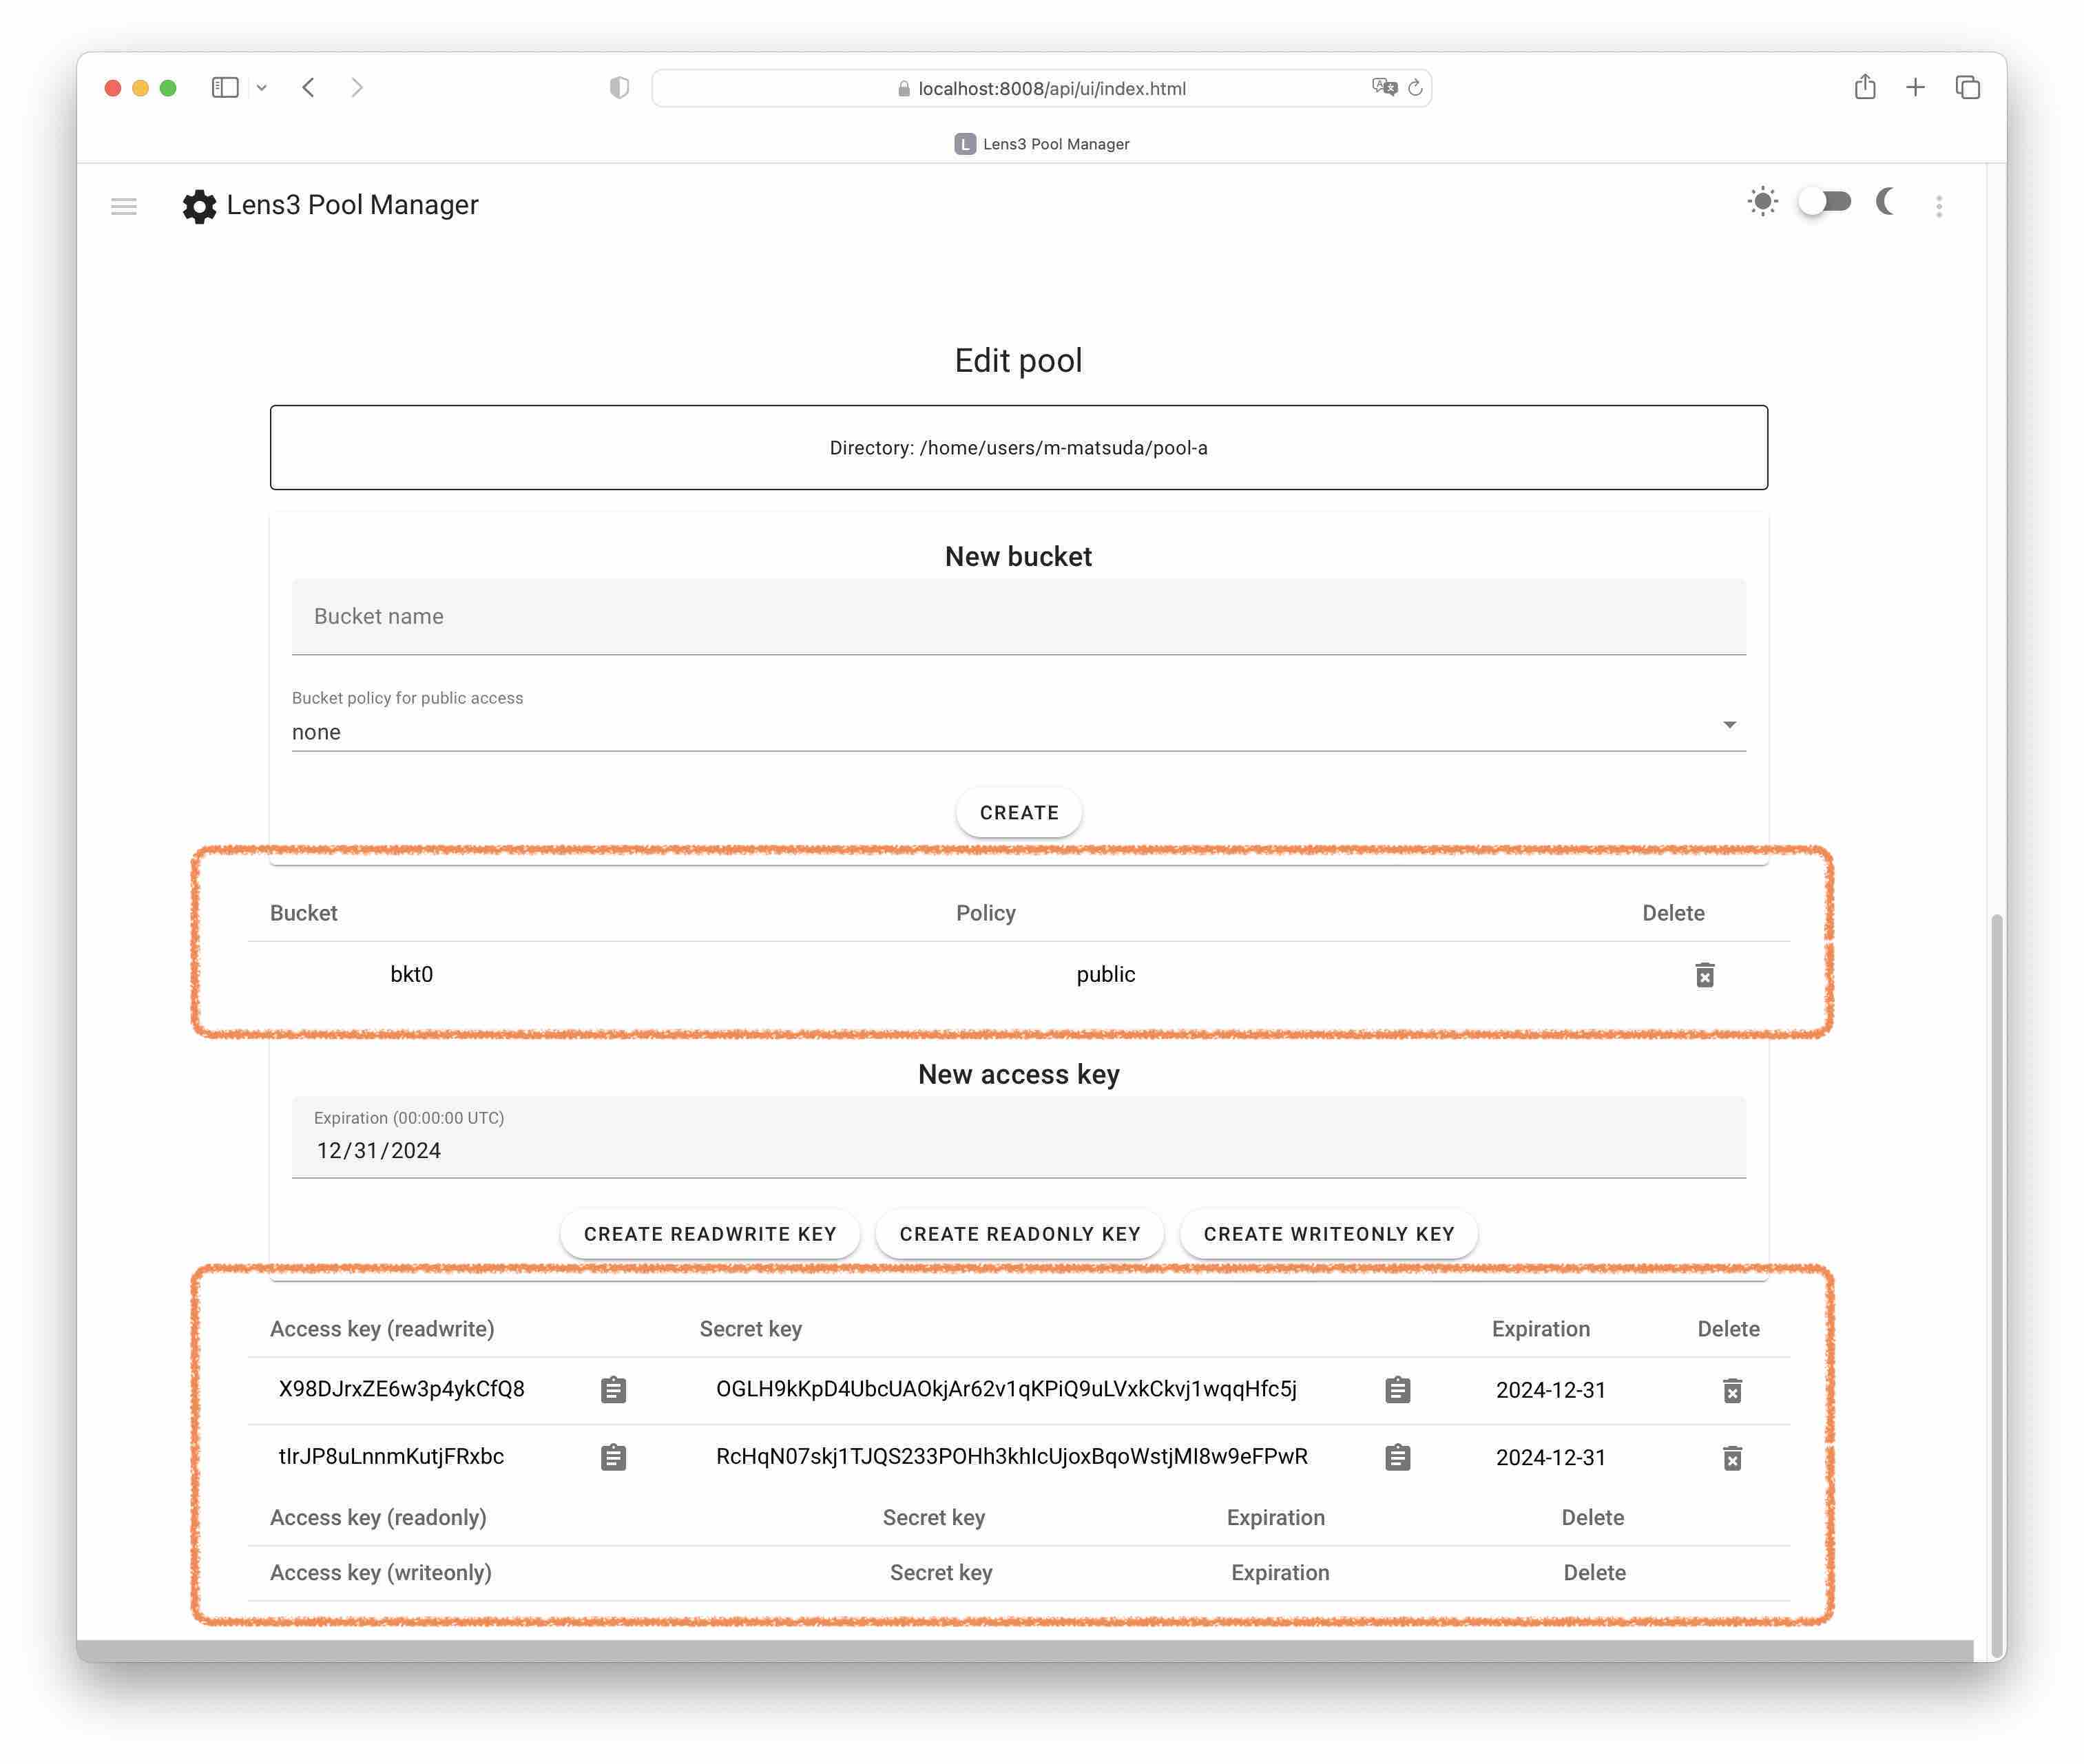 localhost:8008/api/ui/index.html
L Lens3 Pool Manager
Lens3 Pool Manager
Edit pool
Directory: /home/users/m-matsuda/pool-a
New bucket
Bucket name
Bucket policy for public access
none
CREATE
Bucket Policy Delete
bkt0 public
New access key
Expiration (00:00:00 UTC)
12/31/2024
CREATE READWRITE KEY CREATE READONLY KEY CREATE WRITEONLY KEY
Access key (readwrite) Secret key Expiration Delete
X98DJrxZE6w3p4ykCfQ8 OGLH9kKpD4UbcUAOkjAr62v1qKPiQ9uLVxkCkvj1wqqHfc5j 2024-12-31
tIrJP8uLnnmKutjFRxbc RcHqN07skj1TJQS233POHh3khIcUjoxBqoWstjMI8w9eFPwR 2024-12-31
Access key (readonly) Secret key Expiration Delete
Access key (writeonly) Secret key Expiration Delete